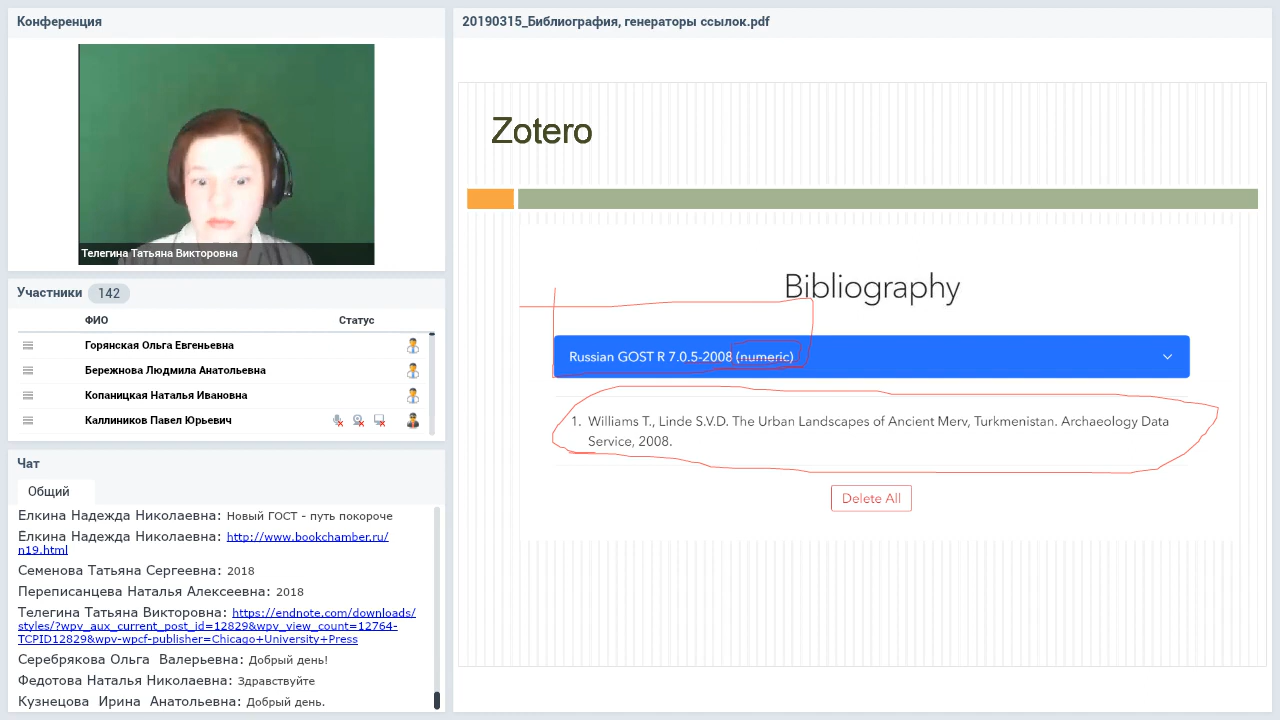 Конференция
Телегина Татьяна Викторовна
Участники 142
ФИО Статус
Горянская Ольга Евгеньевна
Бережнова Людмила Анатольевна
Копаницкая Наталья Ивановна
Каллиников Павел Юрьевич
Чат
Общий
Елкина Надежда Николаевна: Новый ГОСТ - путь покороче
Елкина Надежда Николаевна: http://www.bookchamber.ru/
n19.html
Семенова Татьяна Сергеевна: 2018
Переписанцева Наталья Алексеевна: 2018
Телегина Татьяна Викторовна: https://endnote.com/downloads/
styles/?wpv_aux_current_post_id=12829&wpv_view_count=12764-
TCPID12829&wpv-wpcf-publisher=Chicago+University+Press
Серебрякова Ольга Валерьевна: Добрый день!
Федотова Наталья Николаевна: Здравствуйте
Кузнецова Ирина Анатольевна: Добрый день.
20190315_Библиография, генераторы ссылок.pdf
Zotero
Bibliography
Russian GOST R 7.0.5-2008 (numeric)
1. Williams T., Linde S.V.D. The Urban Landscapes of Ancient Merv, Turkmenistan. Archaeology Data
Service, 2008.
Delete All